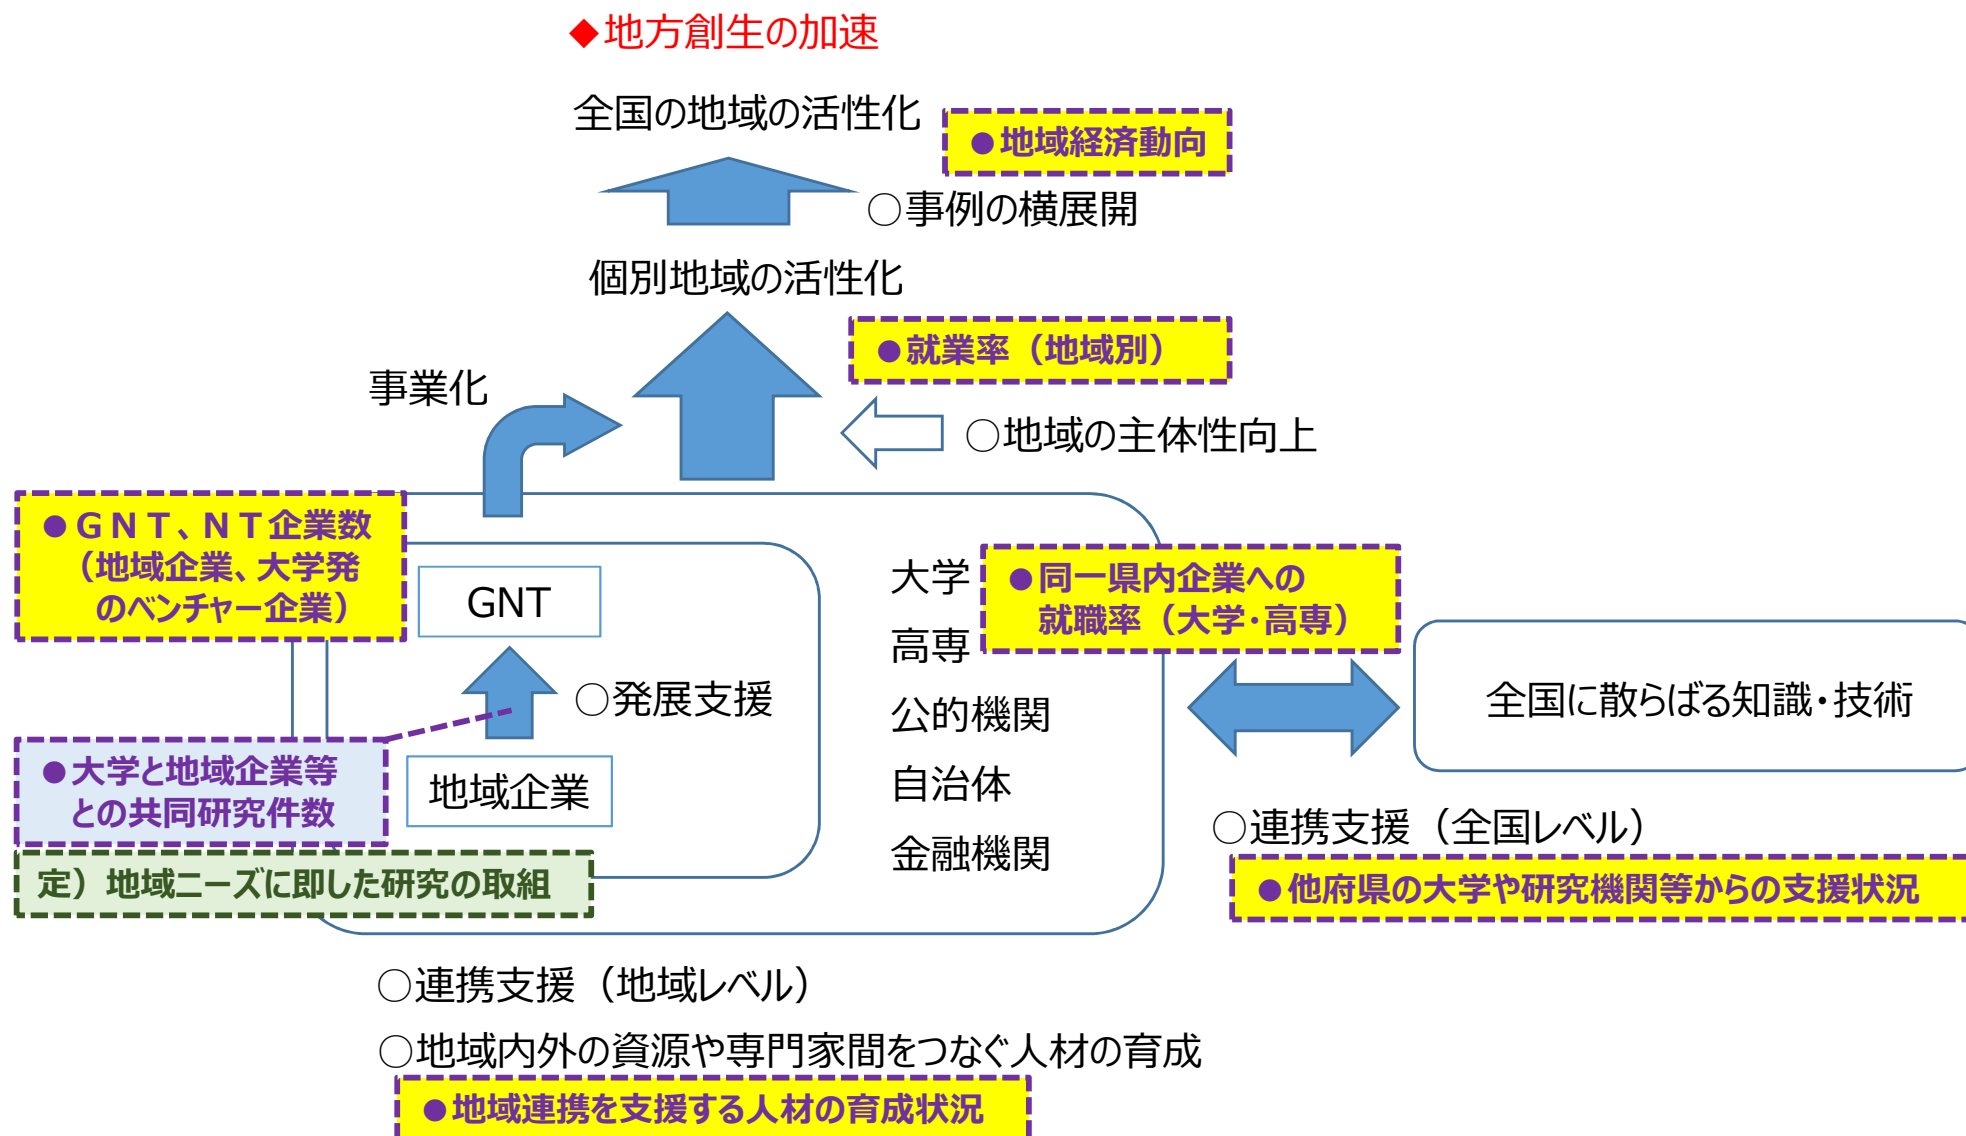 ◆地方創生の加速
全国の地域の活性化
●地域経済動向
○事例の横展開
個別地域の活性化
●就業率（地域別）
事業化
○地域の主体性向上
●ＧＮＴ、ＮＴ企業数
（地域企業、大学発
のベンチャー企業）
GNT
大学
●同一県内企業への
就職率（大学・高専）
高専
○発展支援
公的機関
全国に散らばる知識・技術
●大学と地域企業等
との共同研究件数
地域企業
自治体
○連携支援（全国レベル）
金融機関
定）地域ニーズに即した研究の取組
●他府県の大学や研究機関等からの支援状況
○連携支援（地域レベル）
○地域内外の資源や専門家間をつなぐ人材の育成
●地域連携を支援する人材の育成状況